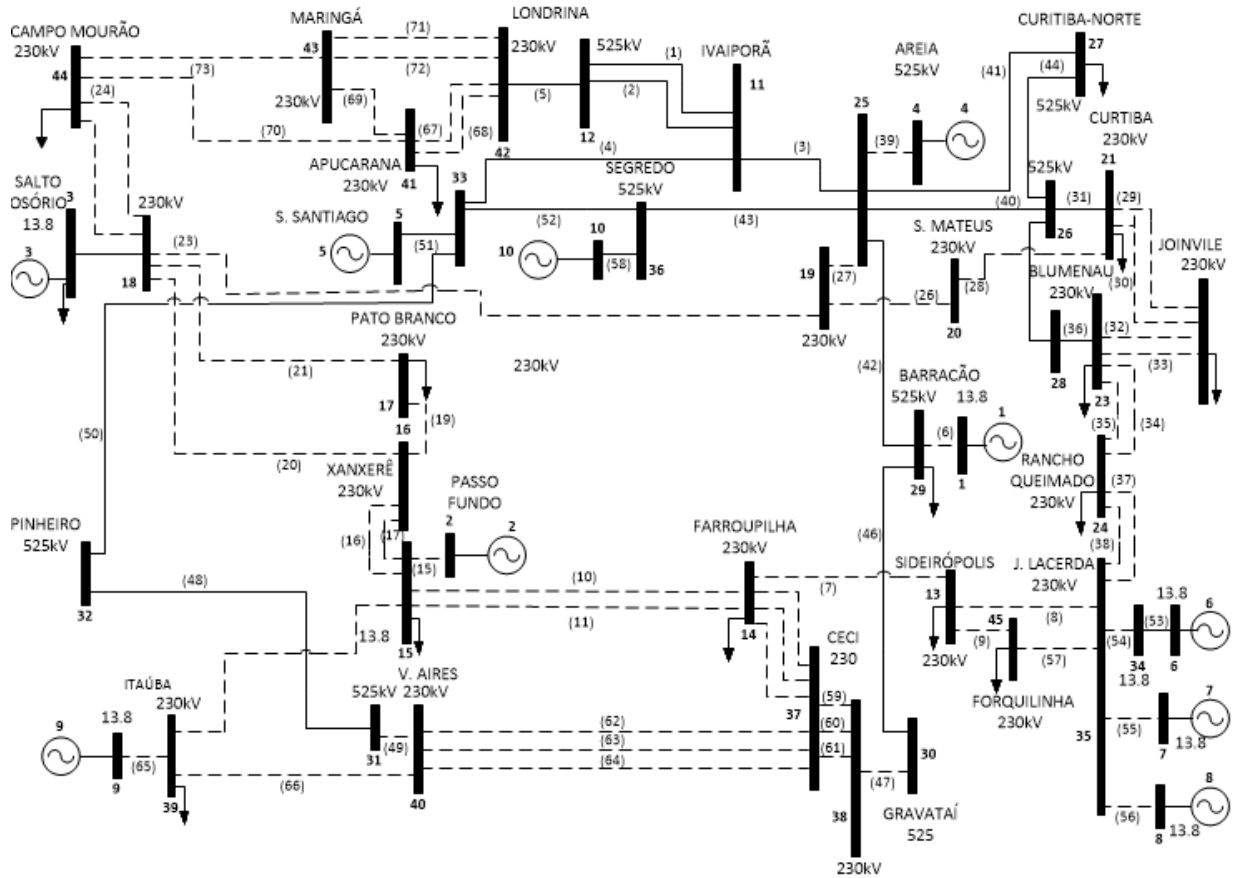 CAMPO MOURÃO
230kV
44
(24)
(73)
(70)
MARINGÁ
43
230kV
(69)
(71)
(72)
LONDRINA
230kV
(67)
(68)
42
(5)
525kV
12
(1)
(2)
IVAIPORÃ
11
APUCARANA
230kV
41
(4)
(3)
AREIA
525kV
25
(39)
4
4
CURITIBA-NORTE
27
(41)
(44)
525kV
CURTIBA
230kV
21
SALTO
OSÓRIO
3
13.8
3
230kV
18
(23)
S. SANTIAGO
5
5
(51)
33
(52)
SEGREDO
525kV
10
10
(58)
36
(43)
(40)
525kV
26
(31)
(29)
(30)
19
(27)
230kV
(26)
S. MATEUS
230kV
20
(28)
BLUMENAU
230kV
JOINVILE
230kV
28
(36)
23
(32)
(33)
(34)
(35)
PATO BRANCO
230kV
17
(19)
(21)
(20)
230kV
(42)
BARRACÃO
525kV
29
13.8
(6)
1
1
RANCHO
QUEIMADO
230kV
24
(37)
(38)
(50)
16
XANXERÊ
230kV
(16)
(17)
(15)
PASSO
FUNDO
2
2
15
13.8
(10)
(11)
FARROUPILHA
230kV
14
(7)
(46)
SIDEIRÓPOLIS
13
230kV
(8)
(9)
45
FORQUILINHA
230kV
(57)
J. LACERDA
230kV
35
(54)
34
13.8
(53)
13.8
6
6
(55)
7
7
13.8
(56)
8
8
13.8
PINHEIRO
525kV
32
(48)
ITAÚBA
230kV
39
13.8
9
9
(65)
(66)
525kV
31
(49)
V. AIRES
230kV
40
(62)
(63)
(64)
CECI
230
37
(59)
(60)
(61)
38
230kV
(47)
30
GRAVATAÍ
525